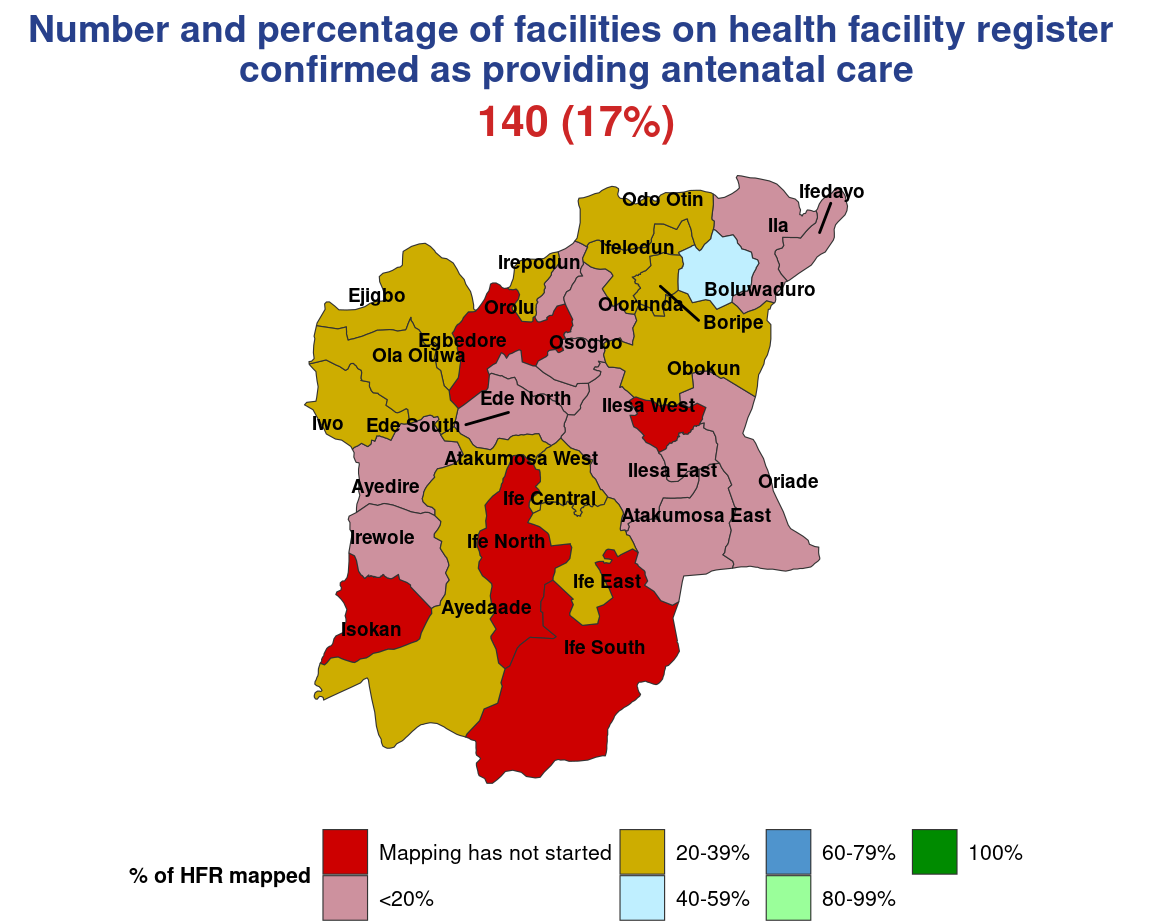 Number and percentage of facilities on health facility register
confirmed as providing antenatal care
140 (17%)
Ifedayo
Odo Otin
Ila
Ifelodun
Irepodun
Boluwaduro
Ejigbo
Olorunda
Orolu
Boripe
Egbedore
Osogbo
Ola Oluwa
Obokun
Ede North
Ilesa West
Iwo
Ede South
Atakumosa West
Ilesa East
Oriade
Ayedire
Ife Central
Atakumosa East
Irewole
Ife North
Ife East
Ayedaade
Isokan
Ife South
% of HFR mapped
Mapping has not started
<20%
20-39%
40-59%
60-79%
80-99%
100%